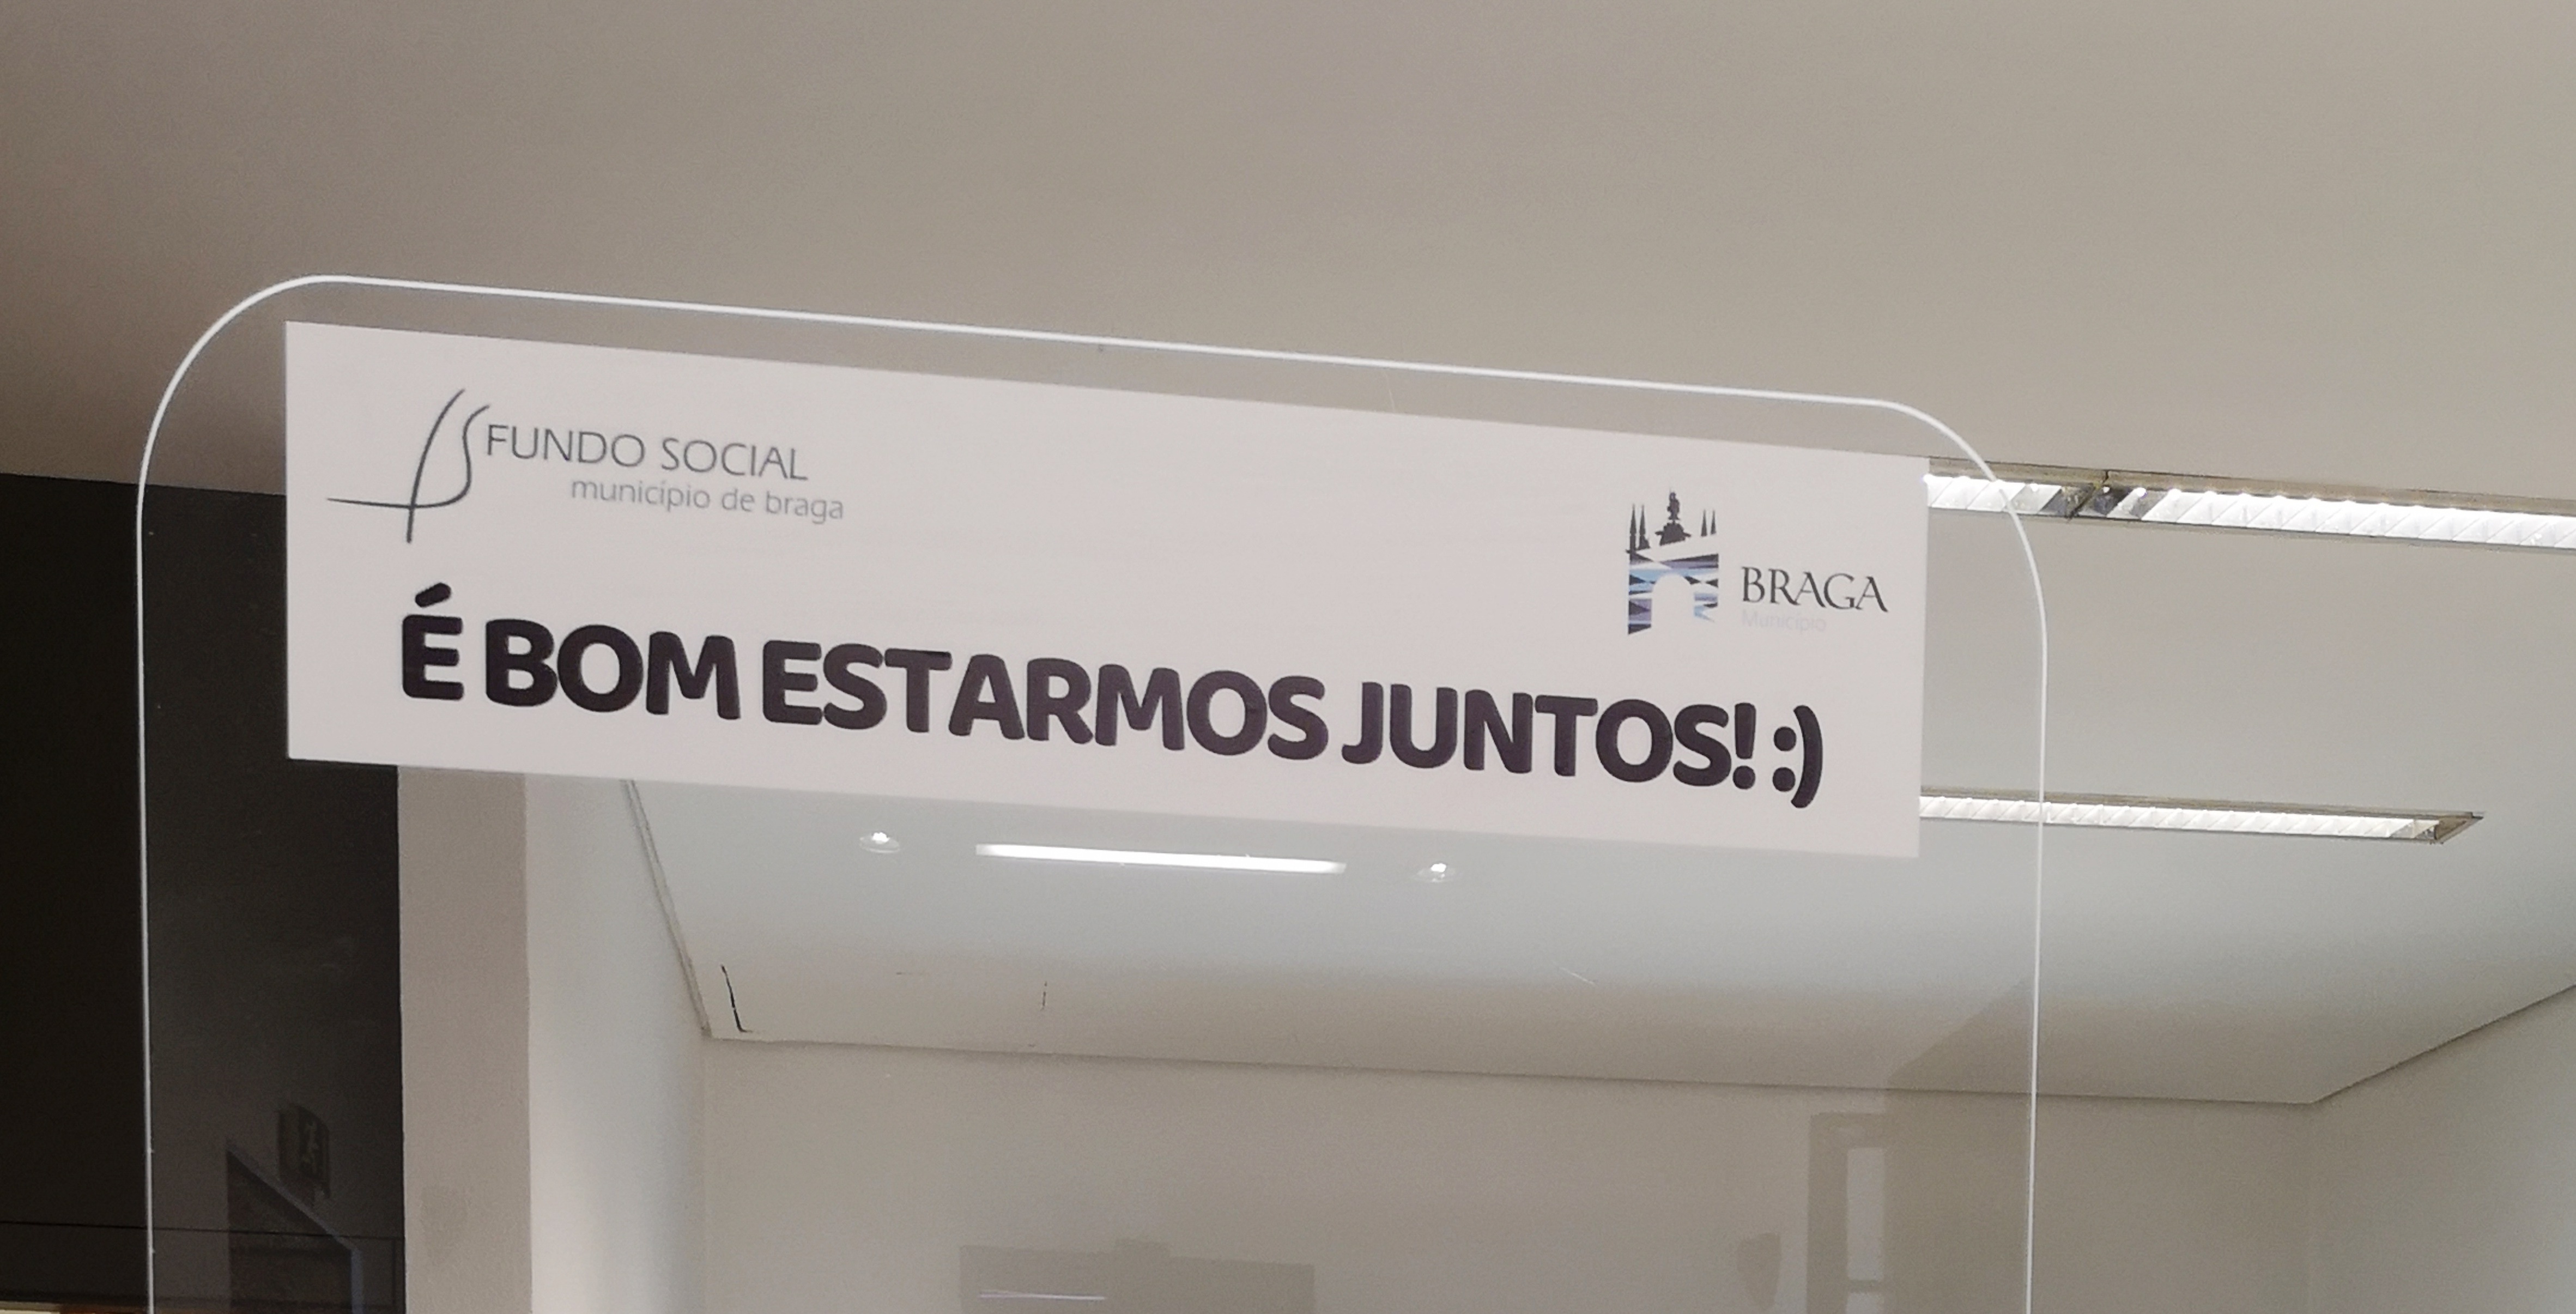 FUNDO SOCIAL
município de braga
BRAGA
Município
É BOM ESTARMOS JUNTOS! :)